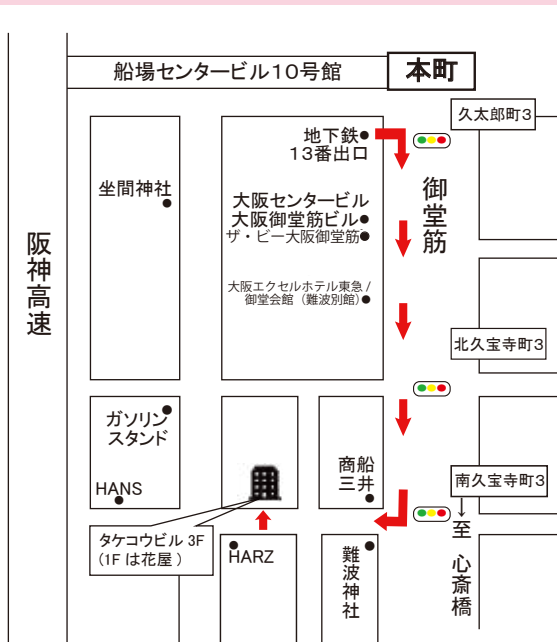 船場センタービル10号館
本町
久太郎町3
地下鉄
13番出口
坐間神社
大阪センタービル
大阪御堂筋ビル
ザ・ビー大阪御堂筋
御堂筋
阪神高速
大阪エクセルホテル東急/
御堂会館(難波別館)
北久宝寺町3
ガソリン
スタンド
商船
三井
HANS
南久宝寺町3
タケコウビル 3F
(1F は花屋)
HARZ
難波神社
↓
至 心斎橋